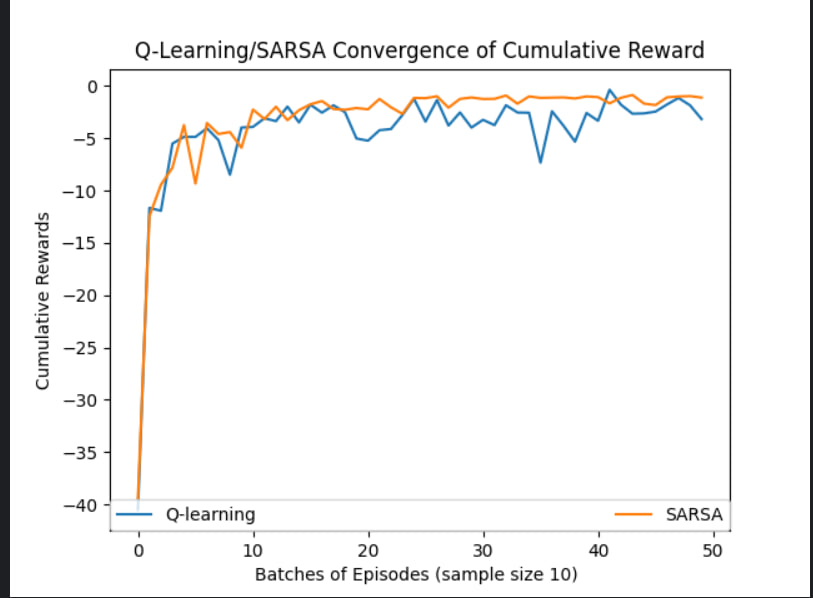 Q-Learning/SARSA Convergence of Cumulative Reward
0
−5
−10
−15
−20
−25
−30
−35
−40
Cumulative Rewards
Q-learning SARSA
0 10 20 30 40 50
Batches of Episodes (sample size 10)